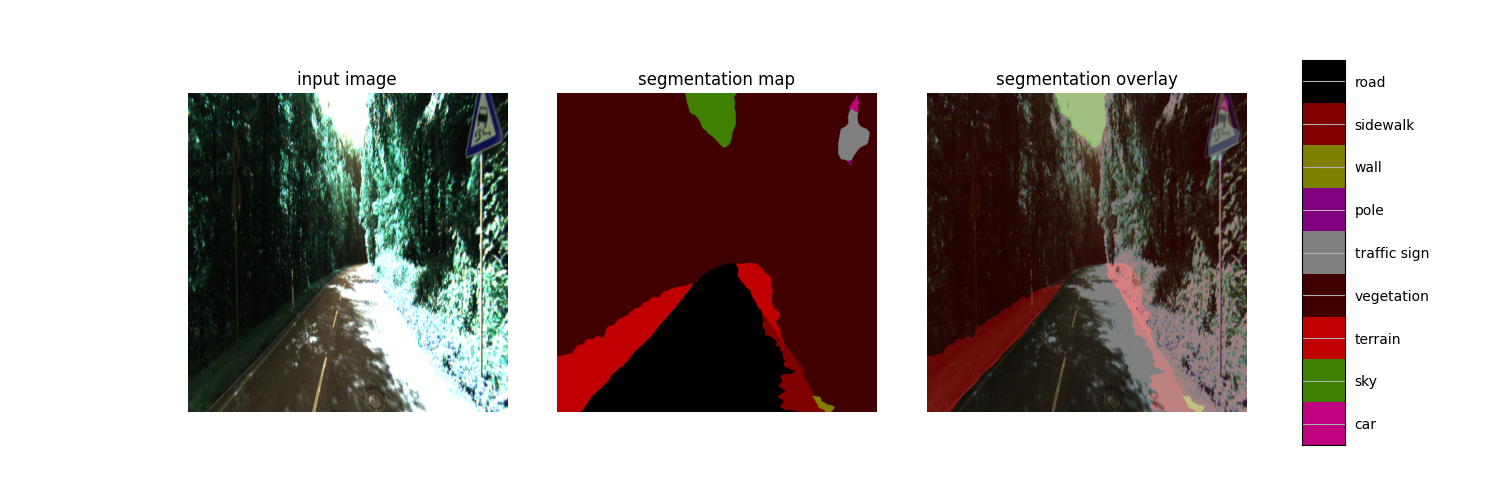 input image
segmentation map
segmentation overlay
road
sidewalk
wall
pole
traffic sign
vegetation
terrain
sky
car